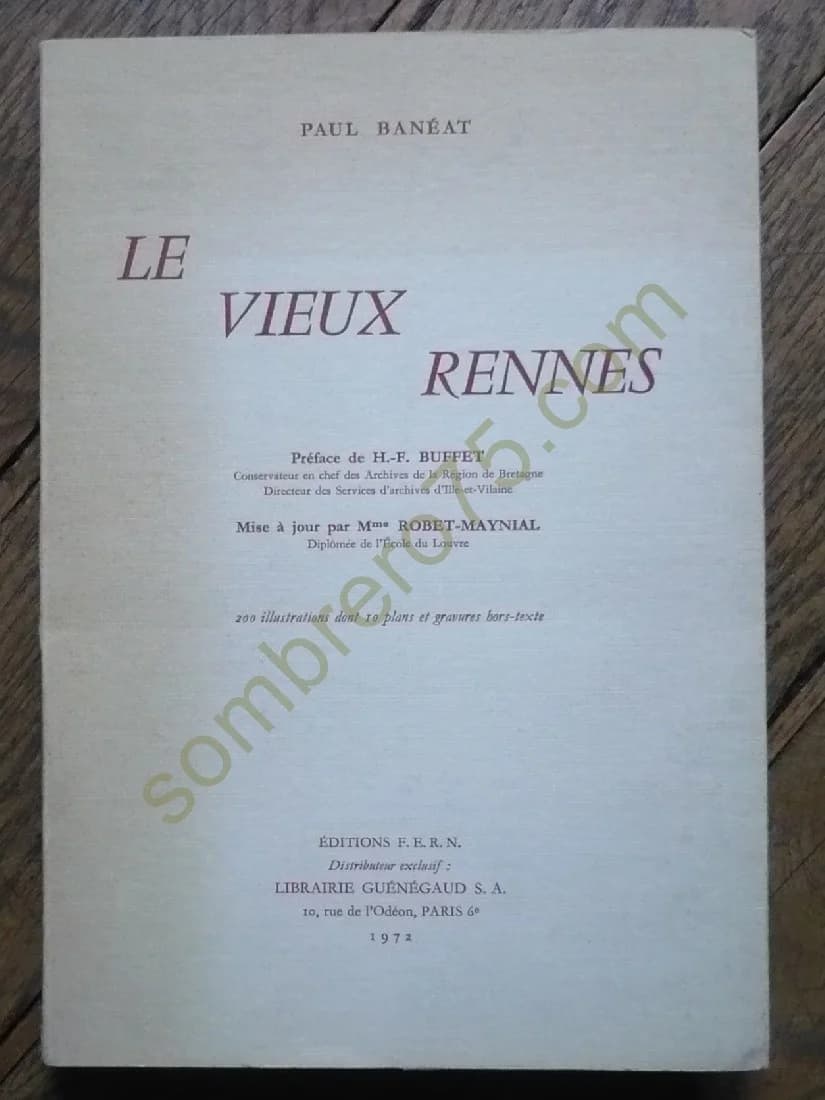 PAUL BANÉAT
LE
VIEUX
RENNES
Préface de H.-F. BUFFET
Conservateur en chef des Archives de la Région de Bretagne
Directeur des Services d'archives d'Ille-et-Vilaine
Mise à jour par Mme ROBET-MAYNIAL
Diplômée de l'École du Louvre
200 illustrations dont 10 plans et gravures hors-texte
ÉDITIONS F. E. R. N.
Distributeur exclusif :
LIBRAIRIE GUÉNÉGAUD S. A.
10, rue de l'Odéon, PARIS 6e
1972
sombrero75.com